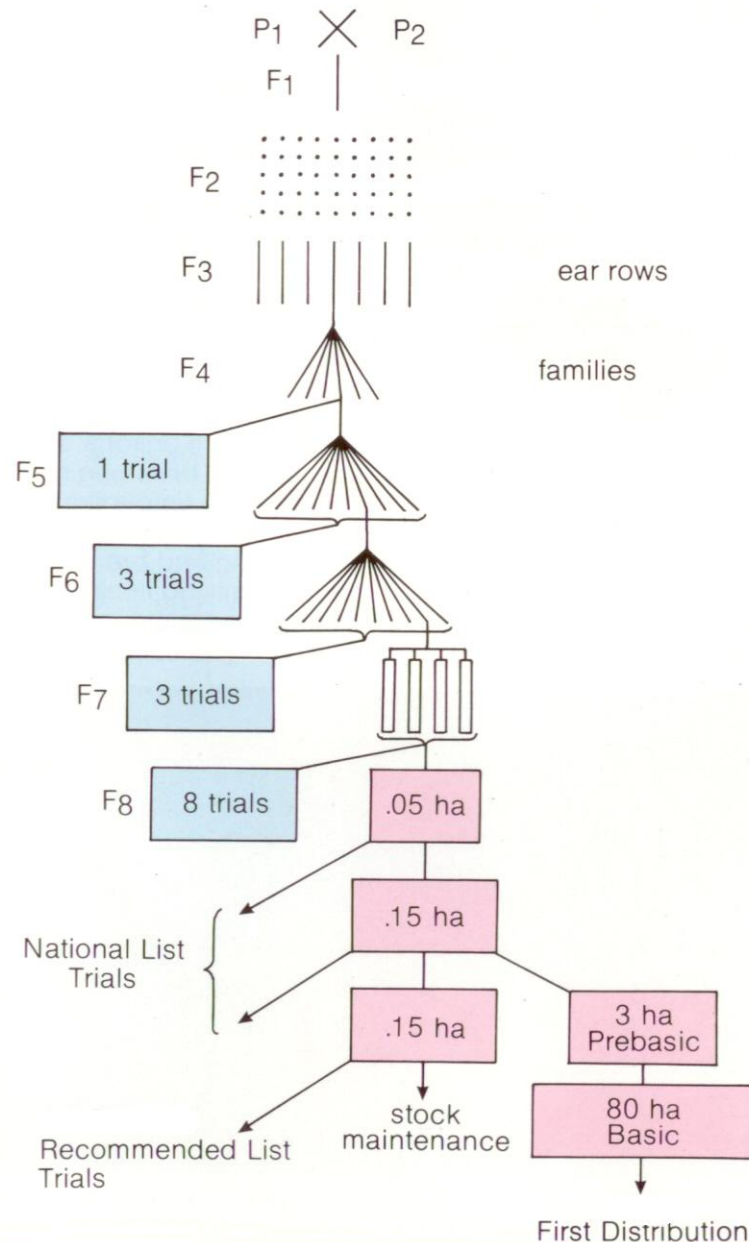 P1 P2
F1
F2
F3 ear rows
F4 families
F5 1 trial
F6 3 trials
F7 3 trials
F8 8 trials .05 ha
.15 ha
National List
Trials
.15 ha
3 ha
Prebasic
stock
maintenance
80 ha
Basic
Recommended List
Trials
First Distribution